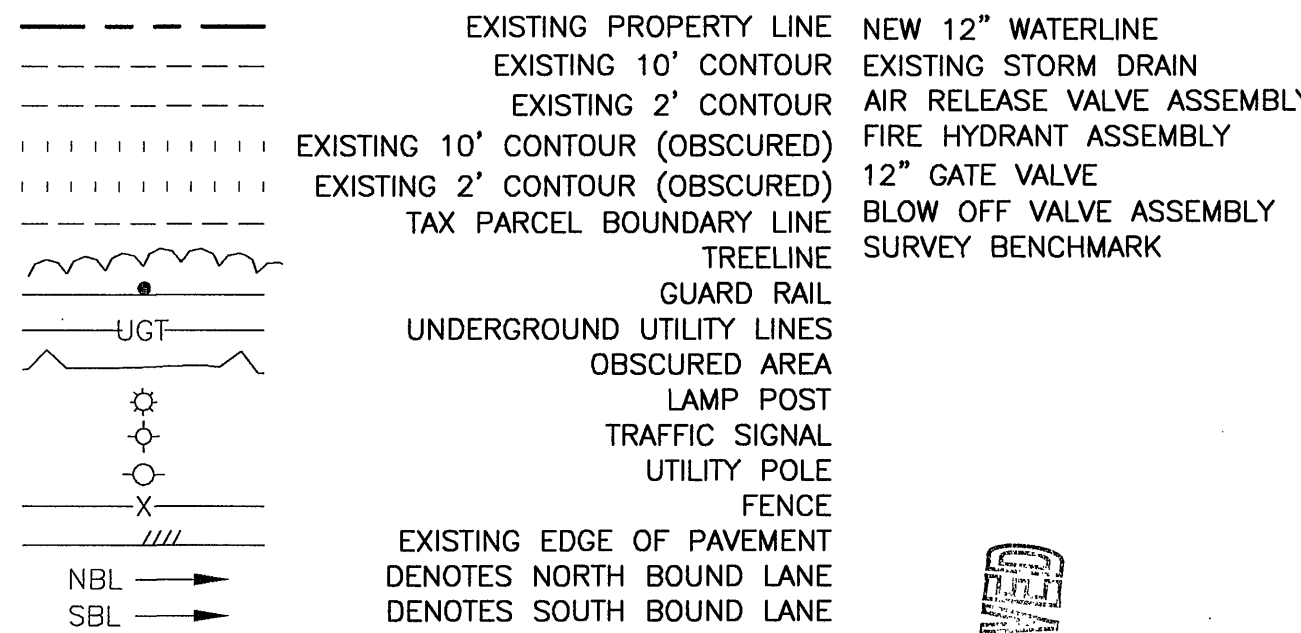 EXISTING PROPERTY LINE
EXISTING 10' CONTOUR
EXISTING 2' CONTOUR
EXISTING 10' CONTOUR (OBSCURED)
EXISTING 2' CONTOUR (OBSCURED)
TAX PARCEL BOUNDARY LINE
TREELINE
GUARD RAIL
UGT UNDERGROUND UTILITY LINES
OBSCURED AREA
LAMP POST
TRAFFIC SIGNAL
UTILITY POLE
X FENCE
EXISTING EDGE OF PAVEMENT
NBL DENOTES NORTH BOUND LANE
SBL DENOTES SOUTH BOUND LANE
NEW 12" WATERLINE
EXISTING STORM DRAIN
AIR RELEASE VALVE ASSEMBLY
FIRE HYDRANT ASSEMBLY
12" GATE VALVE
BLOW OFF VALVE ASSEMBLY
SURVEY BENCHMARK